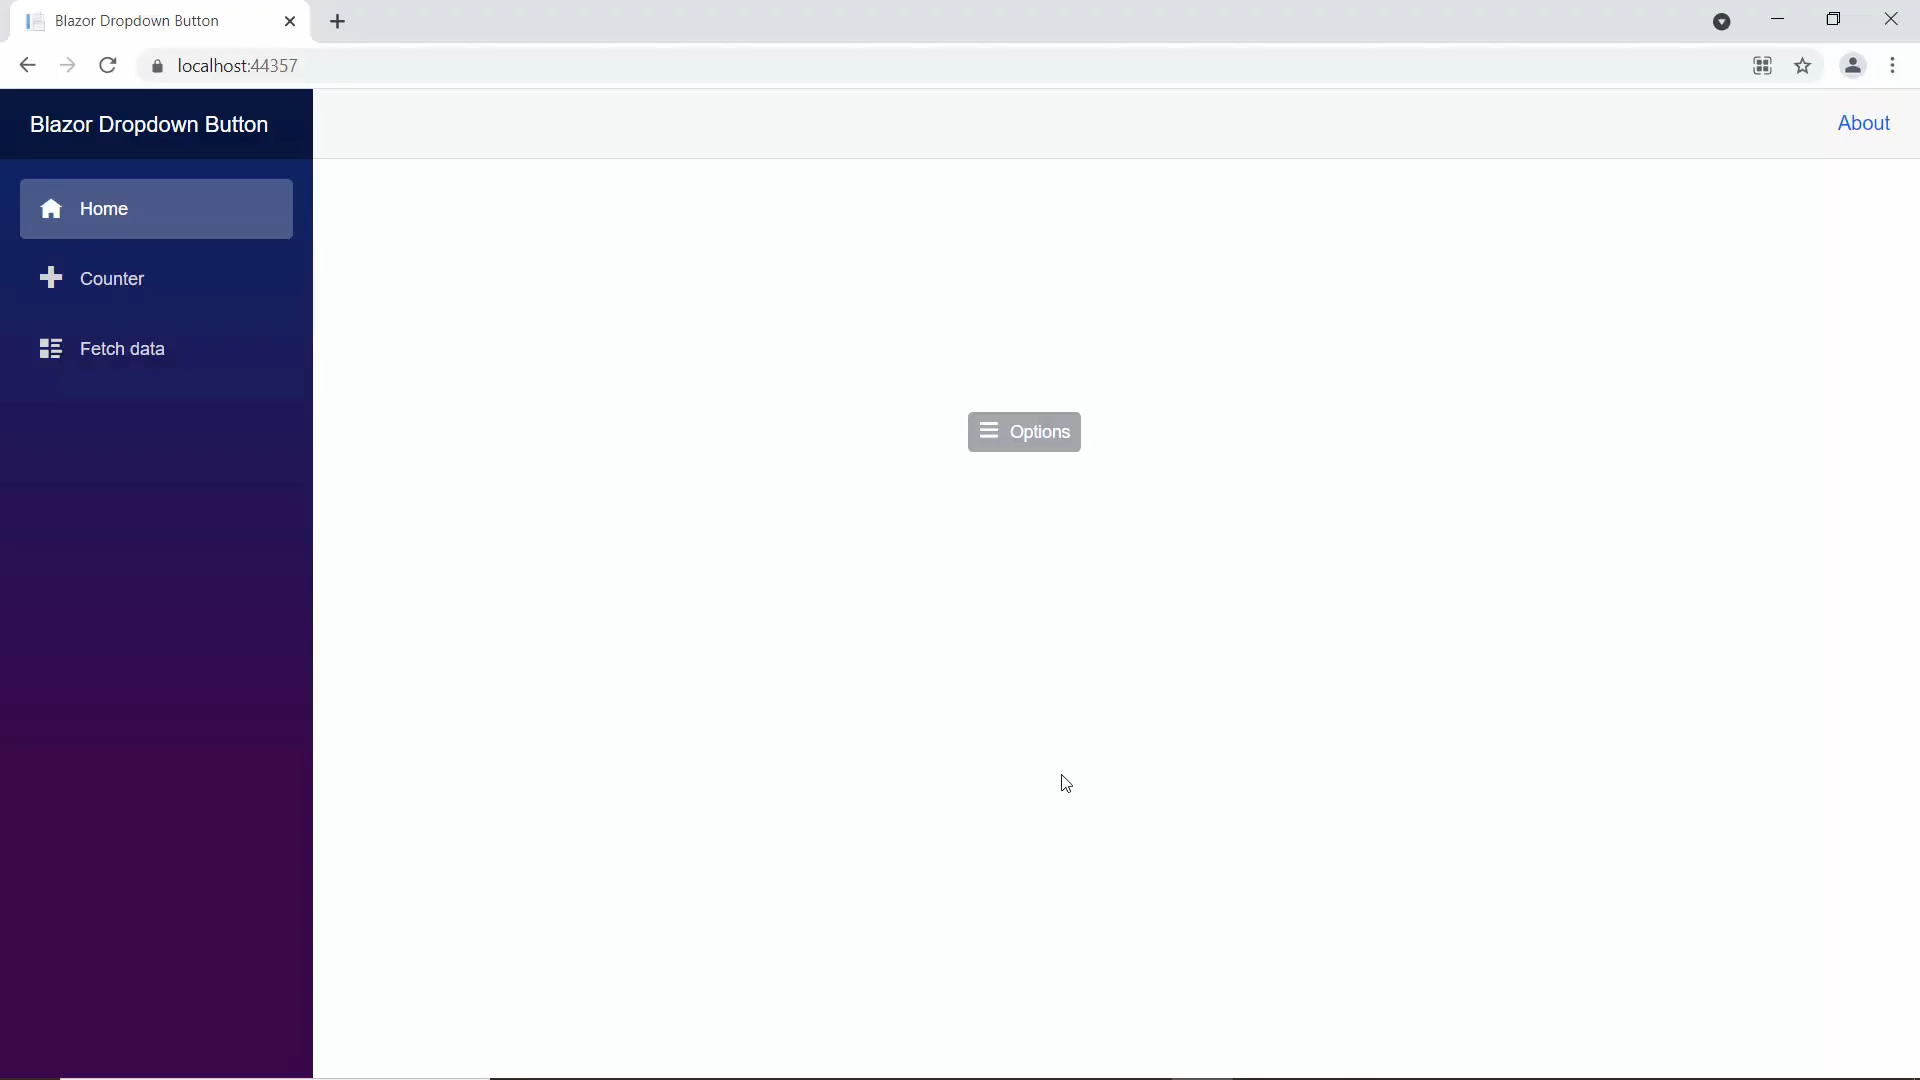 Blazor Dropdown Button
localhost:44357
Blazor Dropdown Button
About
Home
Counter
Fetch data
Options